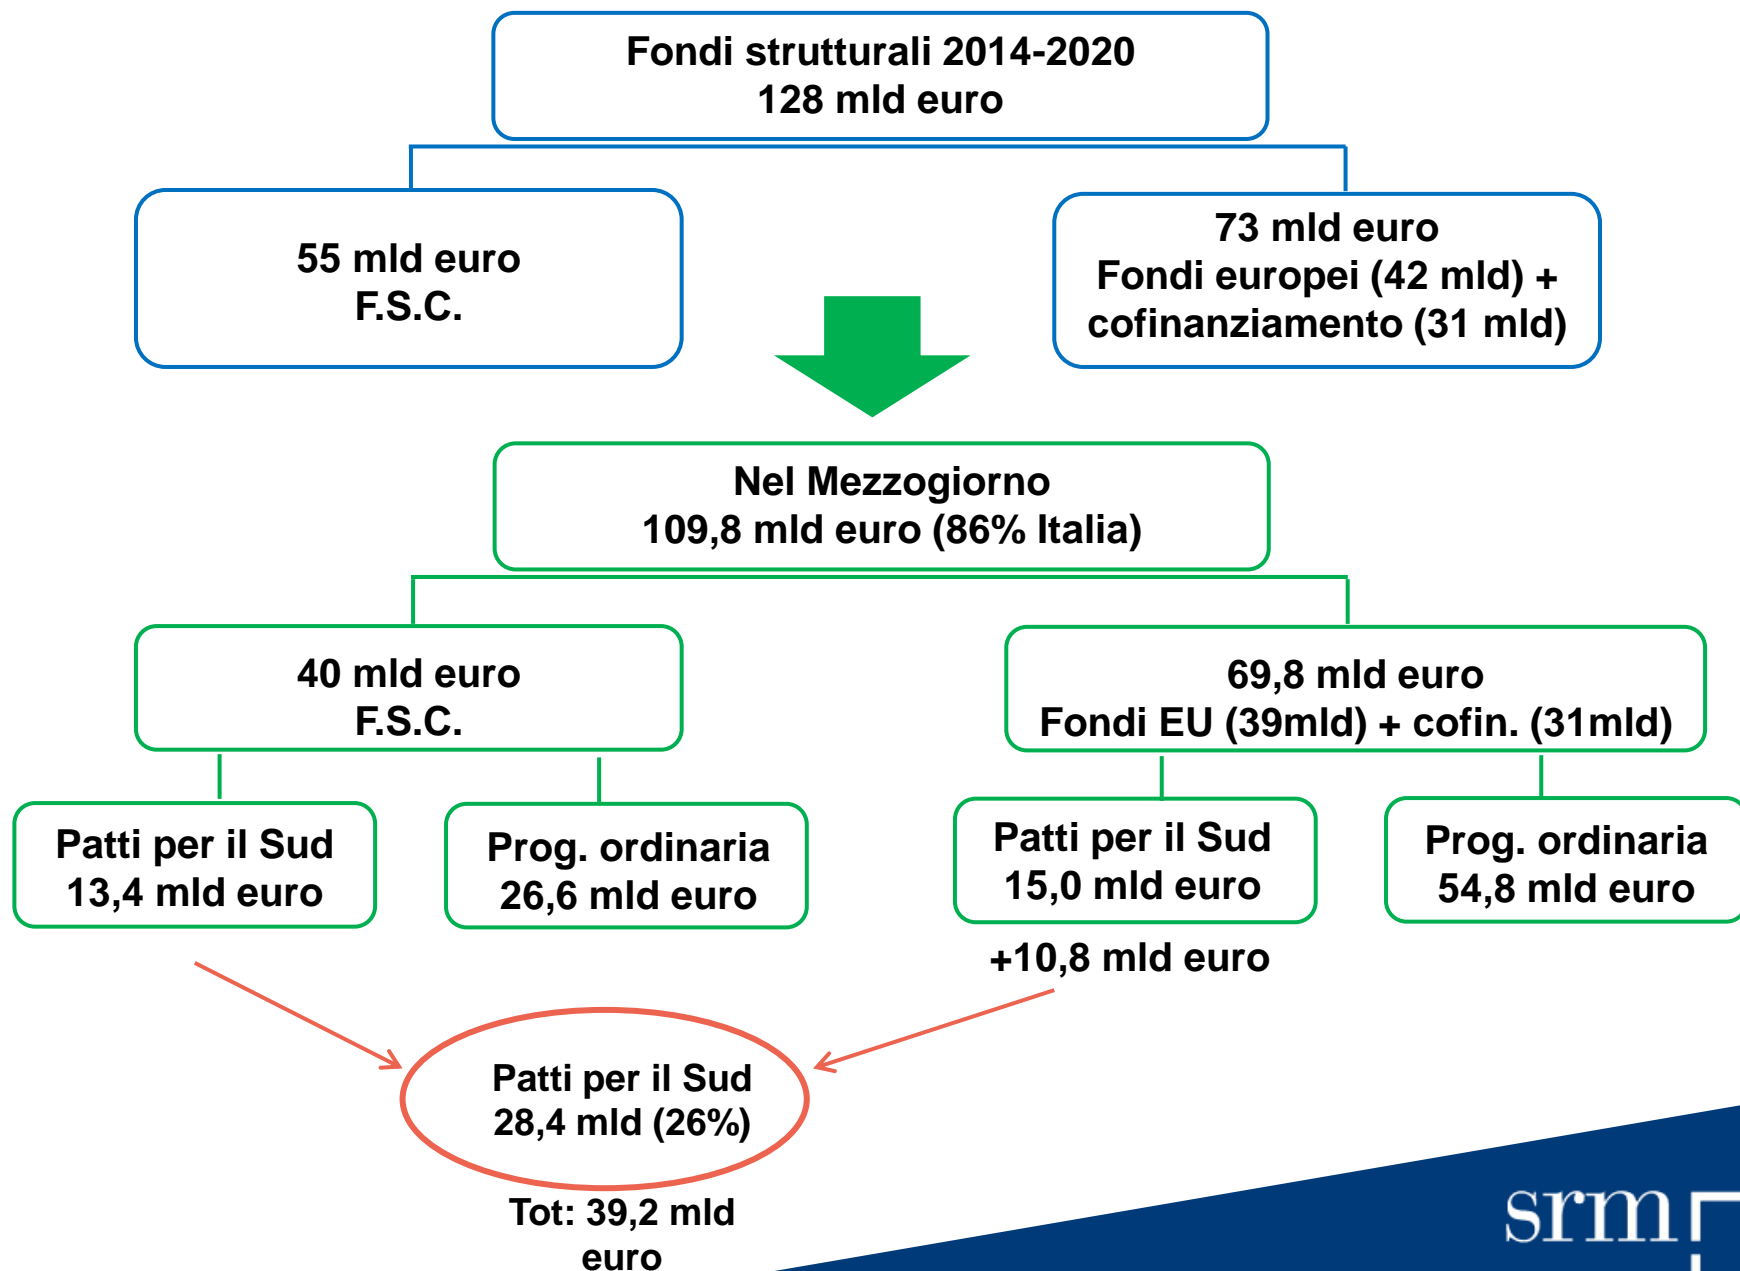 Fondi strutturali 2014-2020
128 mld euro
55 mld euro
F.S.C.
73 mld euro
Fondi europei (42 mld) +
cofinanziamento (31 mld)
Nel Mezzogiorno
109,8 mld euro (86% Italia)
40 mld euro
F.S.C.
69,8 mld euro
Fondi EU (39mld) + cofin. (31mld)
Patti per il Sud
13,4 mld euro
Prog. ordinaria
26,6 mld euro
Patti per il Sud
15,0 mld euro
Prog. ordinaria
54,8 mld euro
+10,8 mld euro
Patti per il Sud
28,4 mld (26%)
Tot: 39,2 mld
euro
srm